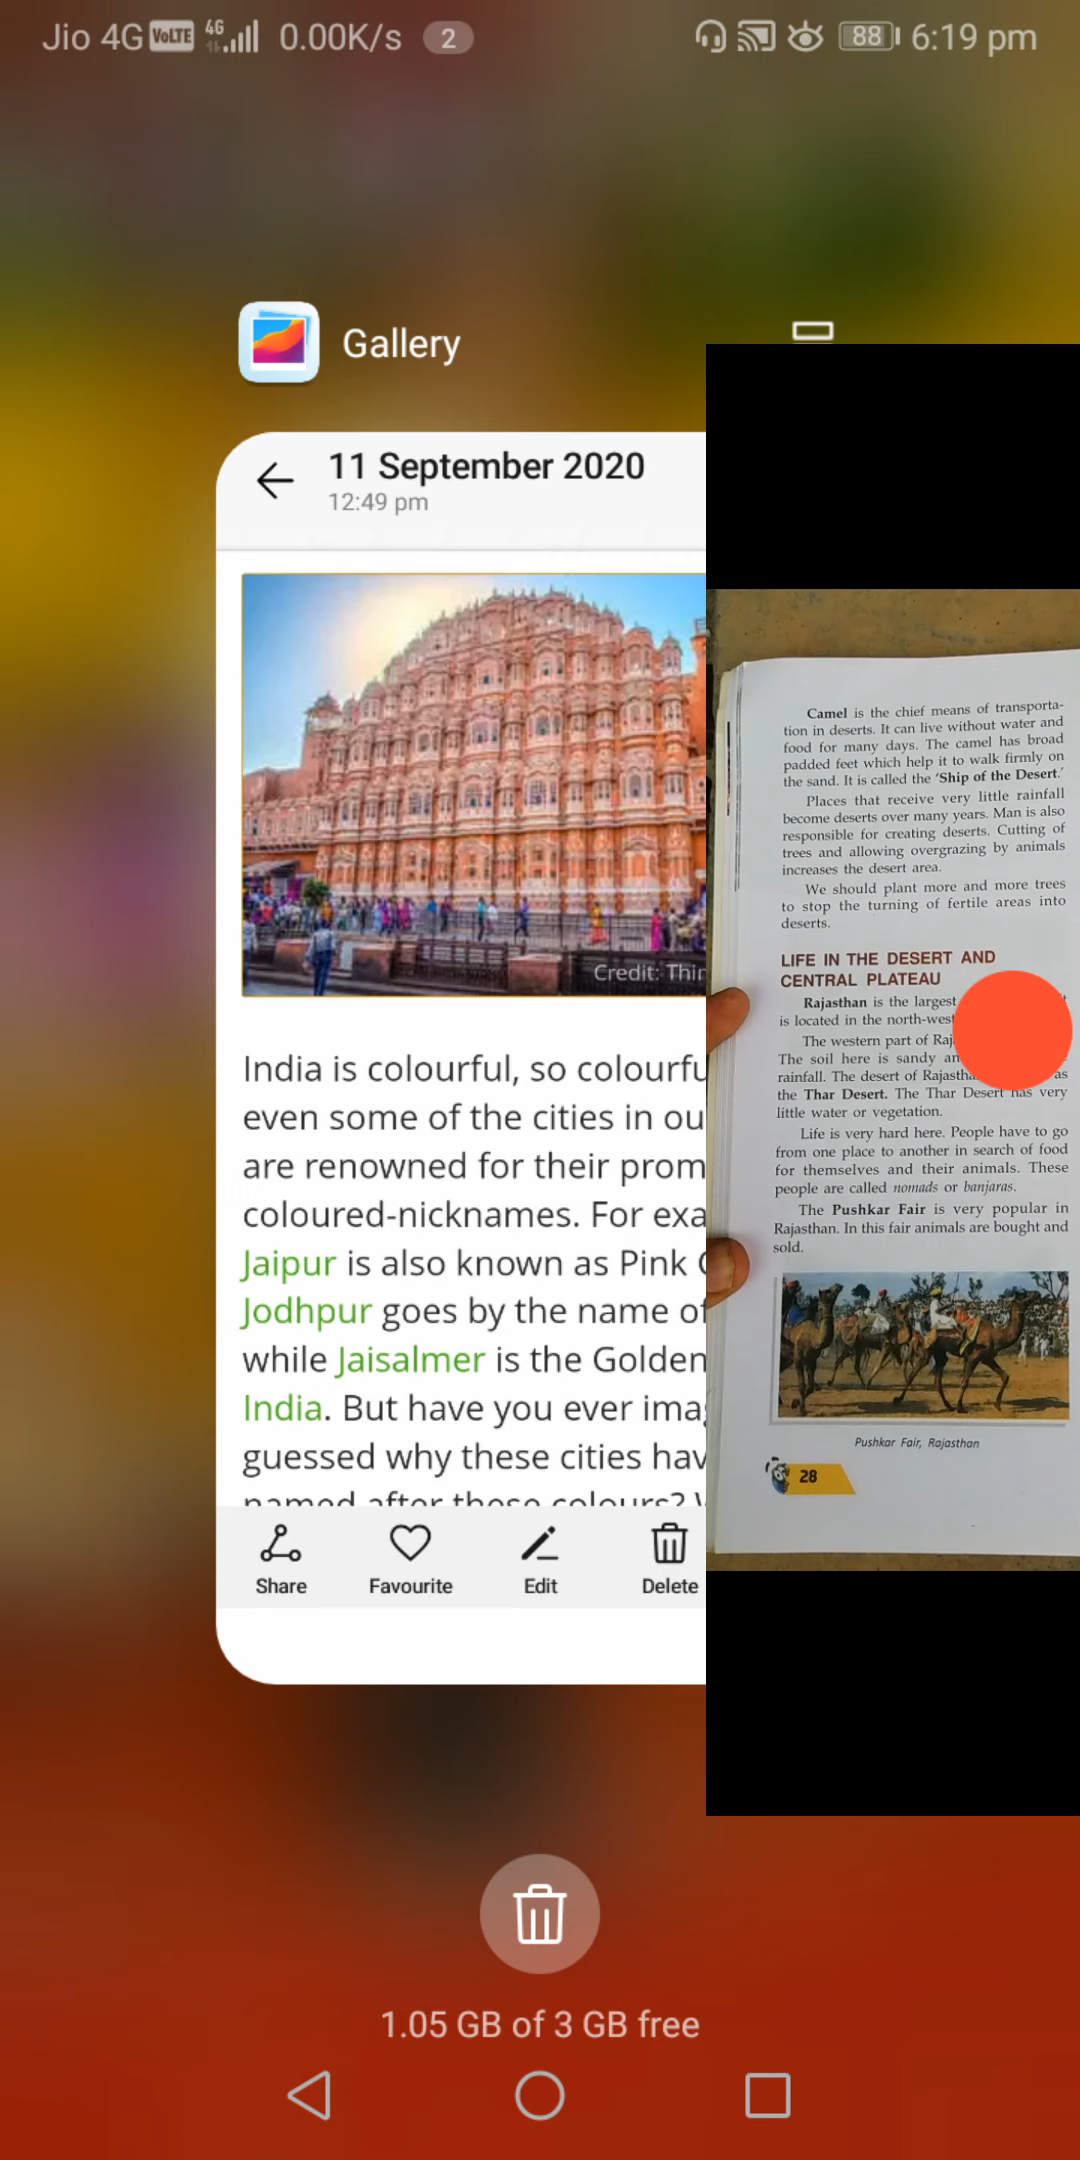 Jio 4G VoLTE 4G 0.00K/s 2 88 6:19 pm
Gallery
11 September 2020
12:49 pm
Credit: Thin
India is colourful, so colourfu
even some of the cities in ou
are renowned for their prom
coloured-nicknames. For exa
Jaipur is also known as Pink
Jodhpur goes by the name of
while Jaisalmer is the Golden
India. But have you ever ima
guessed why these cities hav
named after these colours?
Share Favourite Edit Delete
Camel is the chief means of transporta-
tion in deserts. It can live without water and
food for many days. The camel has broad
padded feet which help it to walk firmly on
the sand. It is called the 'Ship of the Desert.'
Places that receive very little rainfall
become deserts over many years. Man is also
responsible for creating deserts. Cutting of
trees and allowing overgrazing by animals
increases the desert area.
We should plant more and more trees
to stop the turning of fertile areas into
deserts.
LIFE IN THE DESERT AND
CENTRAL PLATEAU
Rajasthan is the largest
is located in the north-west
The western part of Raj
The soil here is sandy an
rainfall. The desert of Rajastha as
the Thar Desert. The Thar Desert has very
little water or vegetation.
Life is very hard here. People have to go
from one place to another in search of food
for themselves and their animals. These
people are called nomads or banjaras.
The Pushkar Fair is very popular in
Rajasthan. In this fair animals are bought and
sold.
Pushkar Fair, Rajasthan
28
1.05 GB of 3 GB free